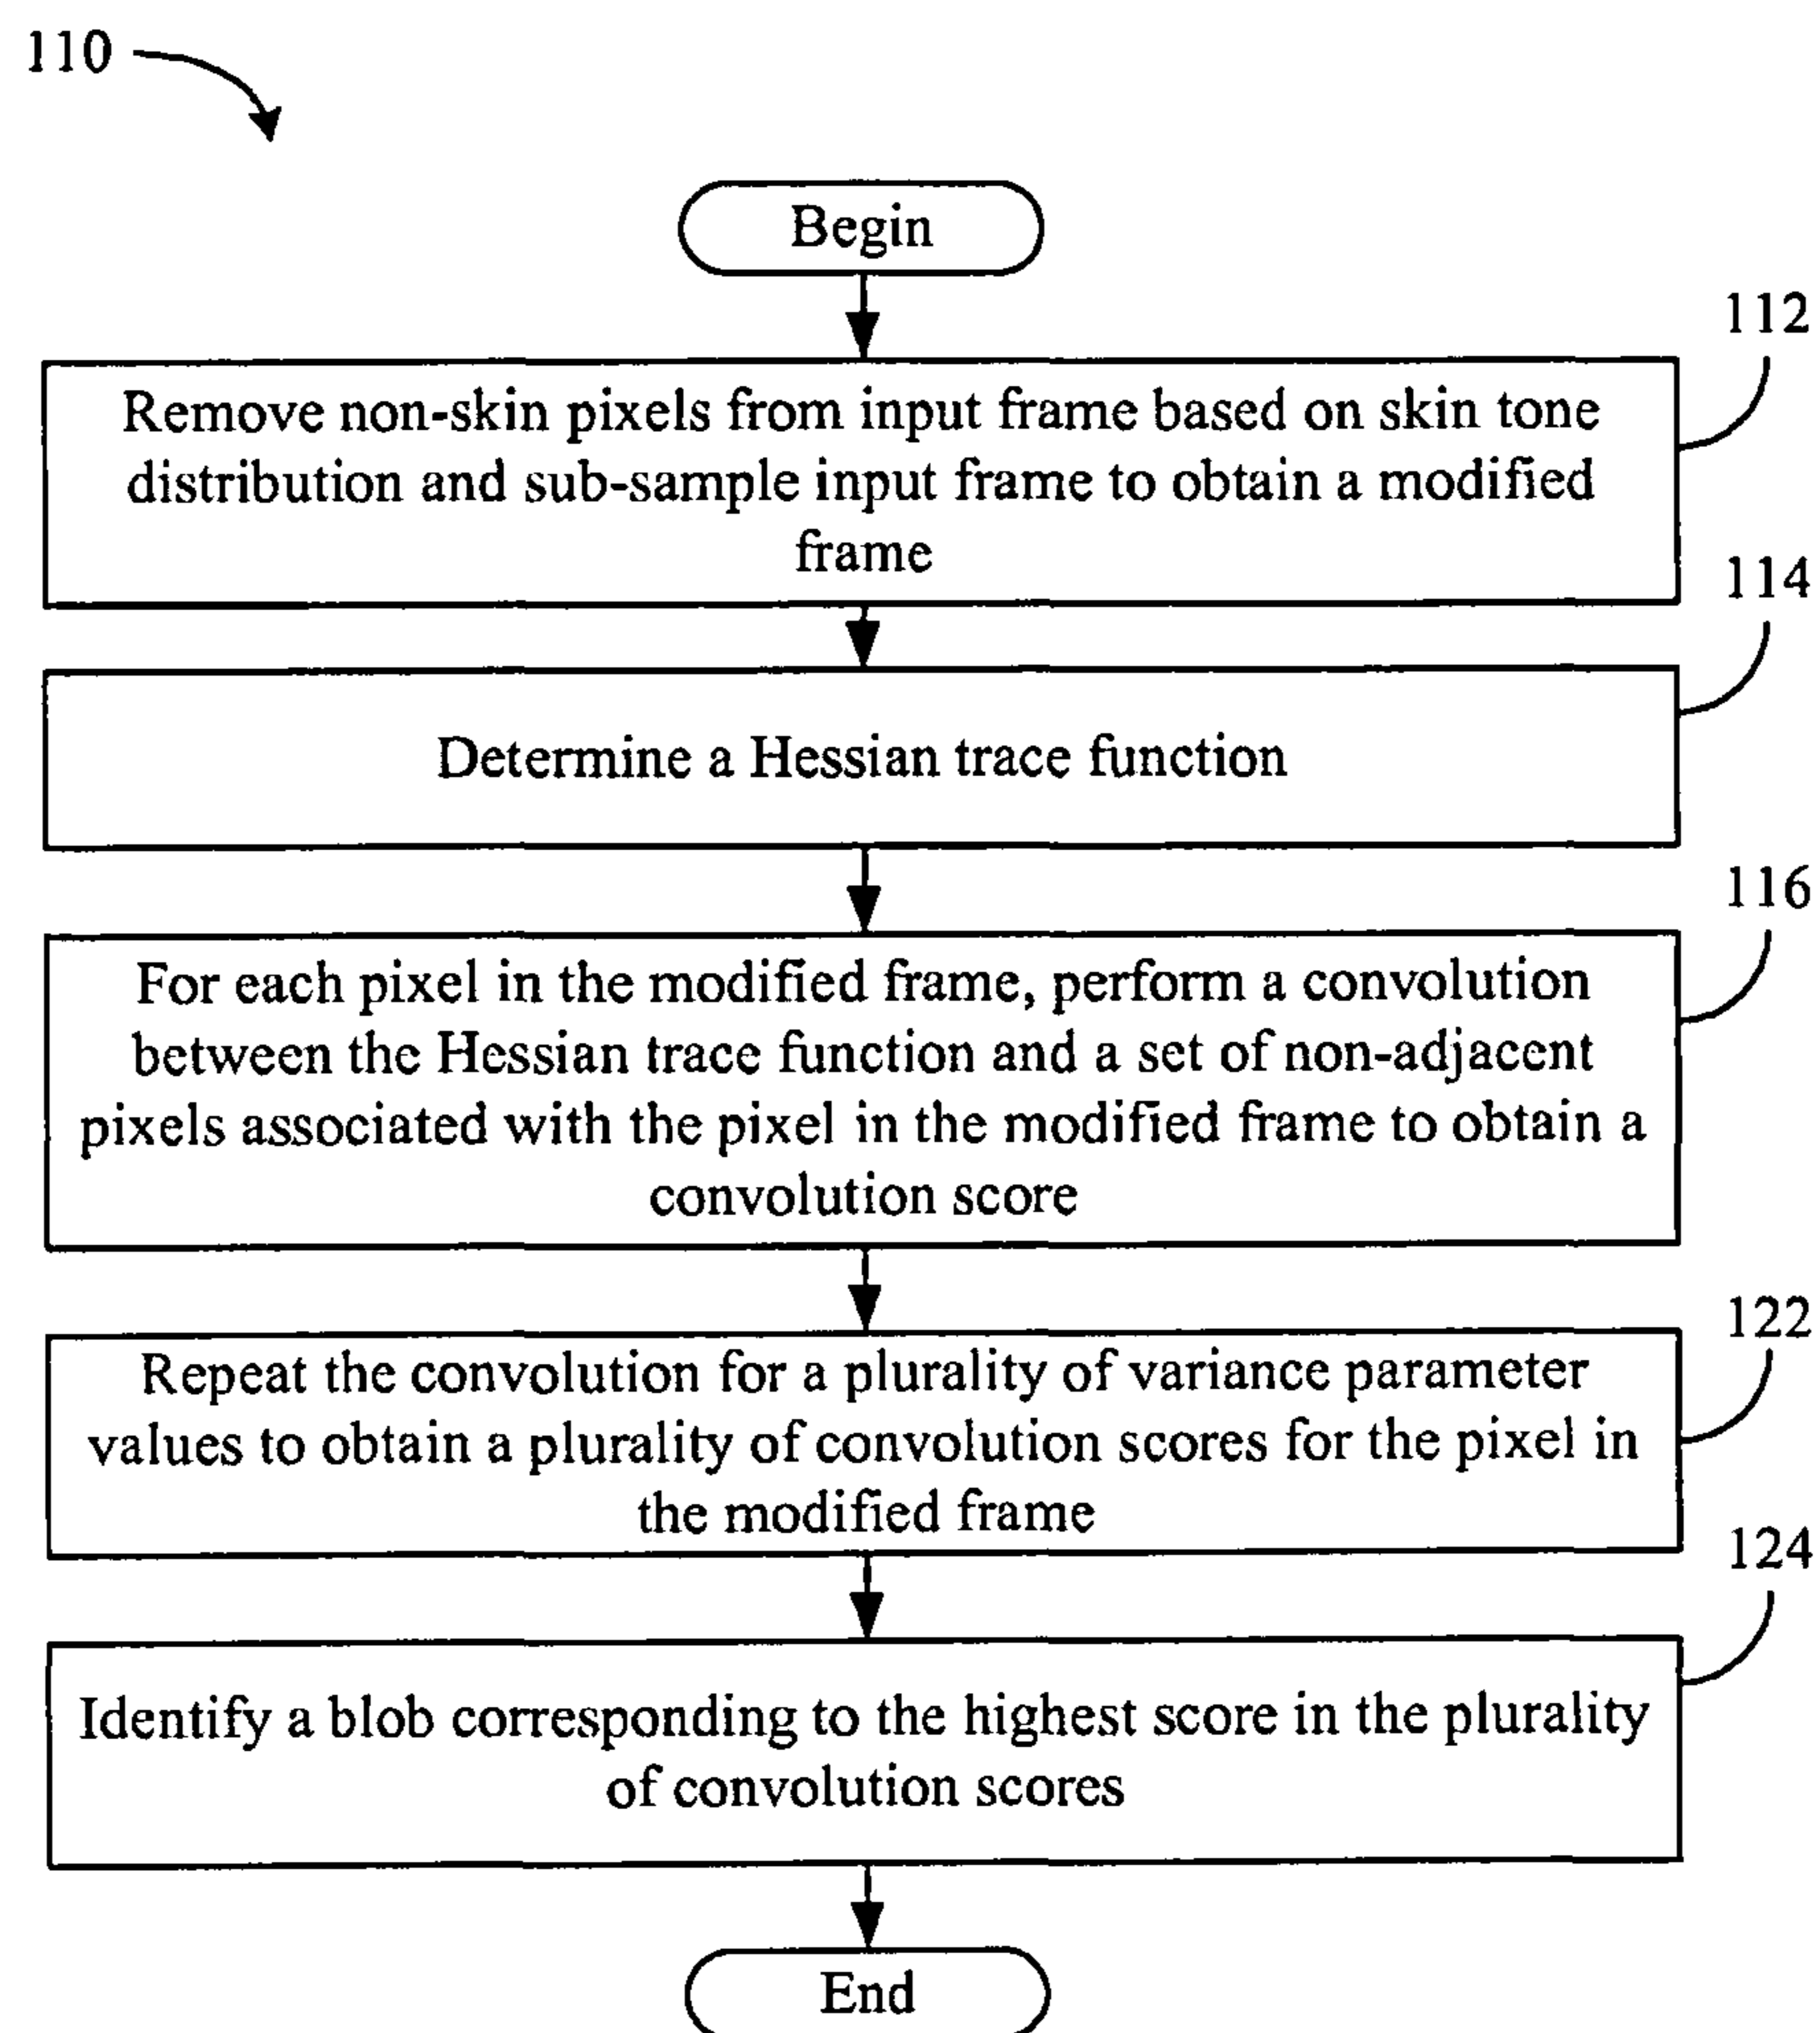 110
Begin
112
Remove non-skin pixels from input frame based on skin tone
distribution and sub-sample input frame to obtain a modified
frame
114
Determine a Hessian trace function
116
For each pixel in the modified frame, perform a convolution
between the Hessian trace function and a set of non-adjacent
pixels associated with the pixel in the modified frame to obtain a
convolution score
122
Repeat the convolution for a plurality of variance parameter
values to obtain a plurality of convolution scores for the pixel in
the modified frame
124
Identify a blob corresponding to the highest score in the plurality
of convolution scores
End